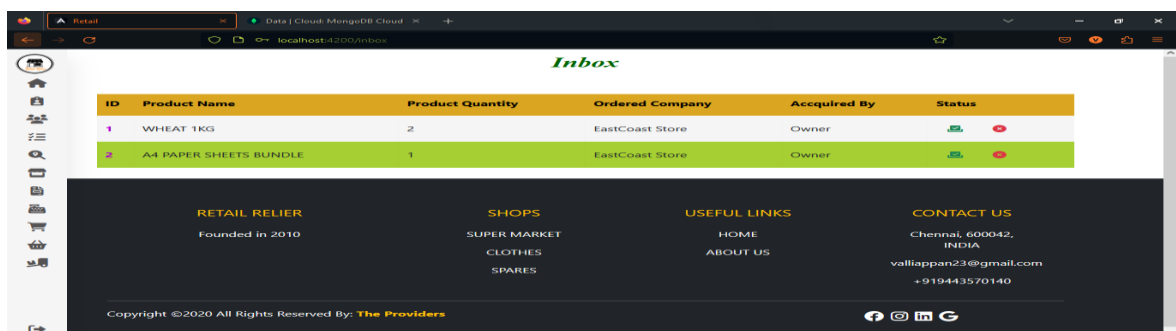 Retail
Data | Cloud: MongoDB Cloud
localhost:4200/inbox
Inbox
ID Product Name Product Quantity Ordered Company Accquired By Status
1 WHEAT 1KG 2 EastCoast Store Owner
2 A4 PAPER SHEETS BUNDLE 1 EastCoast Store Owner
RETAIL RELIER
Founded in 2010
SHOPS
SUPER MARKET
CLOTHES
SPARES
USEFUL LINKS
HOME
ABOUT US
CONTACT US
Chennai, 600042,
INDIA
valliappan23@gmail.com
+919443570140
Copyright ©2020 All Rights Reserved By: The Providers